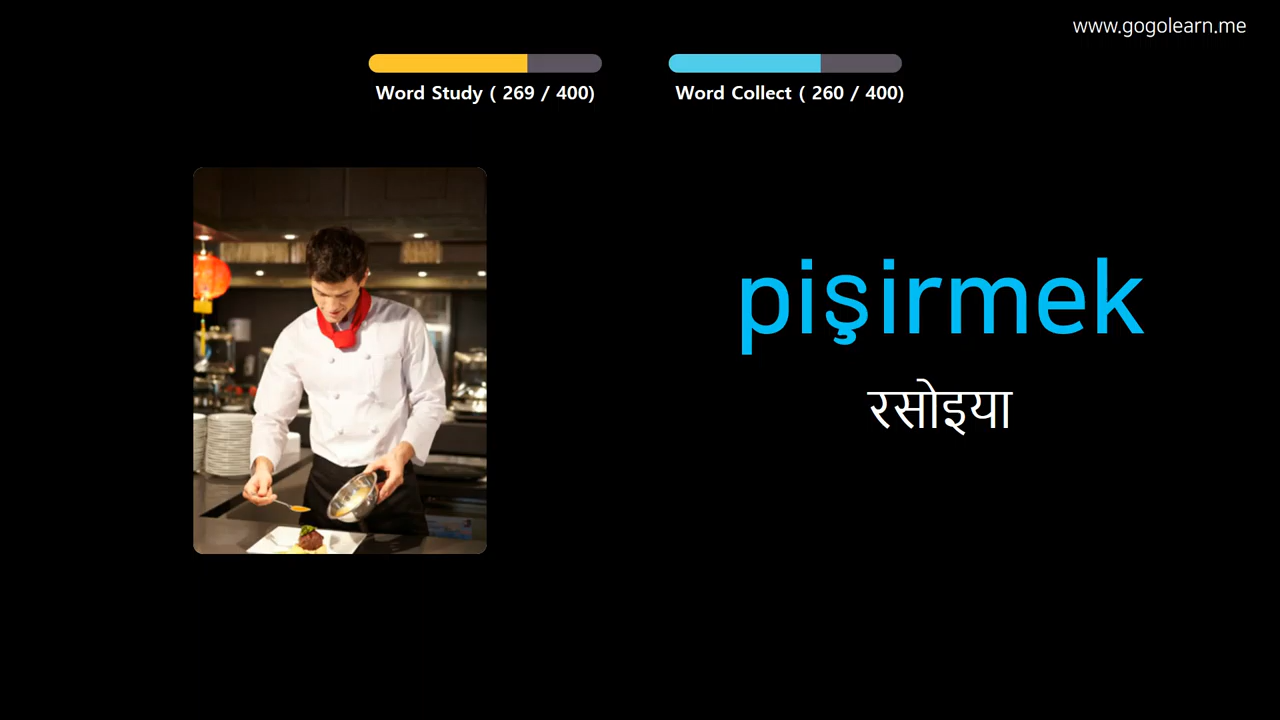 www.gogolearn.me
Word Study ( 269 / 400)
Word Collect ( 260 / 400)
pişirmek
रसोइया